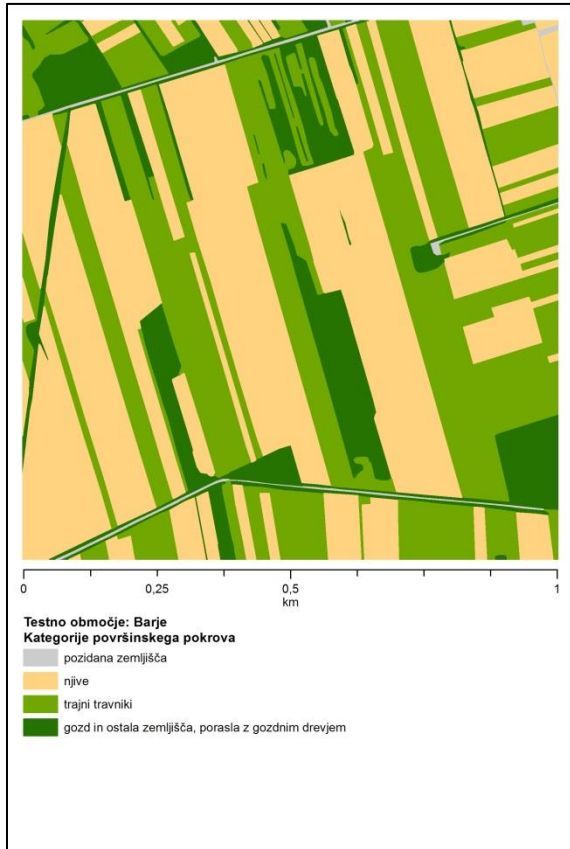 0 0,25 0,5 1
km
Testno območje: Barje
Kategorije površinskega pokrova
pozidana zemljišča
njive
trajni travniki
gozd in ostala zemljišča, porasla z gozdnim drevjem